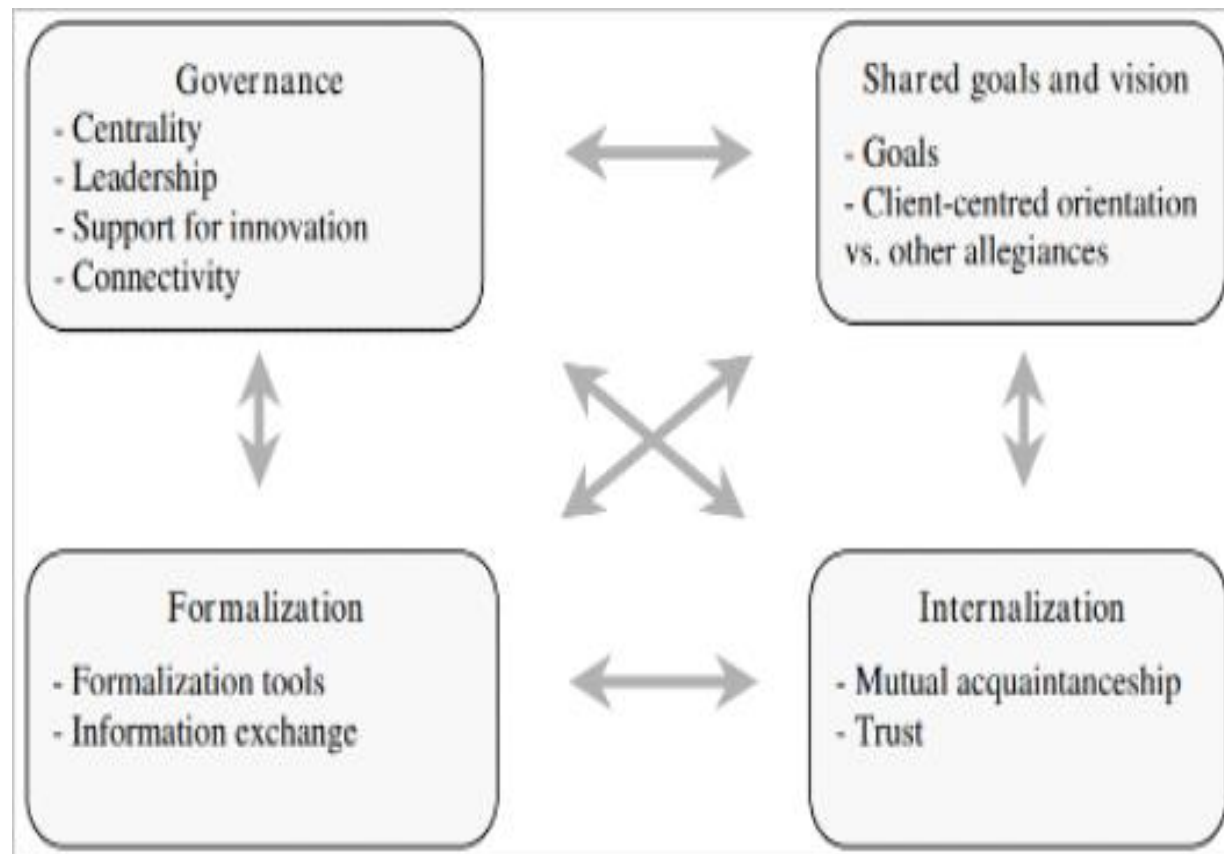 Governance
- Centrality
- Leadership
- Support for innovation
- Connectivity
Shared goals and vision
- Goals
- Client-centred orientation
vs. other allegiances
Formalization
- Formalization tools
- Information exchange
Internalization
- Mutual acquaintanceship
- Trust